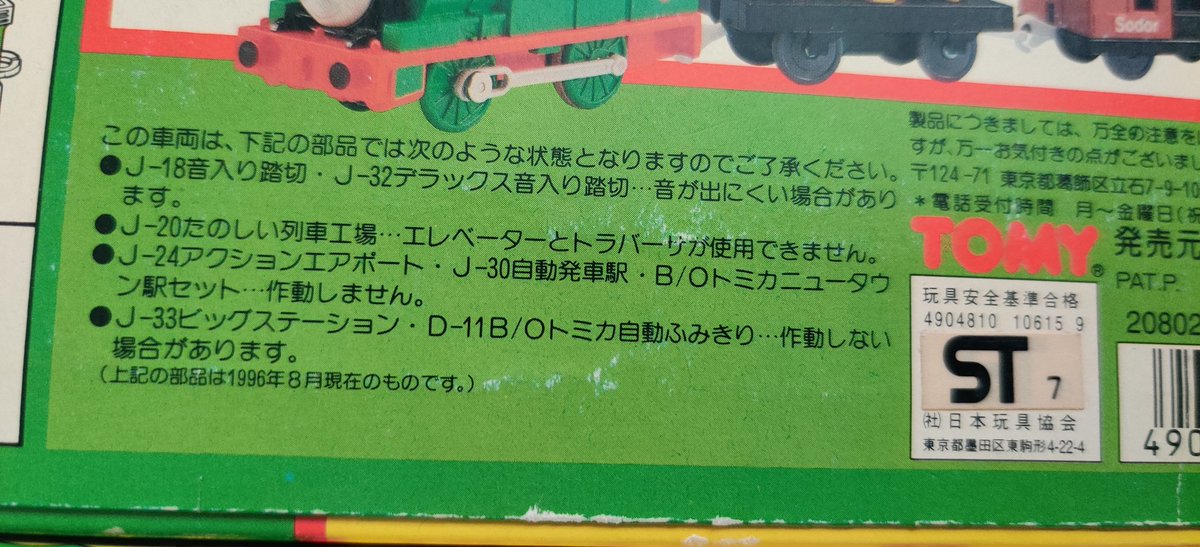 Sodor
この車両は、下記の部品では次のような状態となりますのでご了承ください。
●J-18音入り踏切・J-32デラックス音入り踏切…音が出にくい場合があり
ます。
●J-20たのしい列車工場…エレベーターとトラバーサが使用できません。
●J-24アクションエアポート・J-30自動発車駅・B/Oトミカニュータウ
ン駅セット…作動しません。
●J-33ビッグステーション・D-11B/Oトミカ自動ふみきり…作動しない
場合があります。
(上記の部品は1996年8月現在のものです。)
製品につきましては、万全の注意を
すが、万一お気付きの点がございま
〒124-71 東京都葛飾区立石7-9-10
*電話受付時間 月～金曜日(祝
TOMY® 発売元
PAT.P.
玩具安全基準合格
4904810 10615 9
ST 7
(社)日本玩具協会
東京都墨田区東駒形4-22-4
2080
490